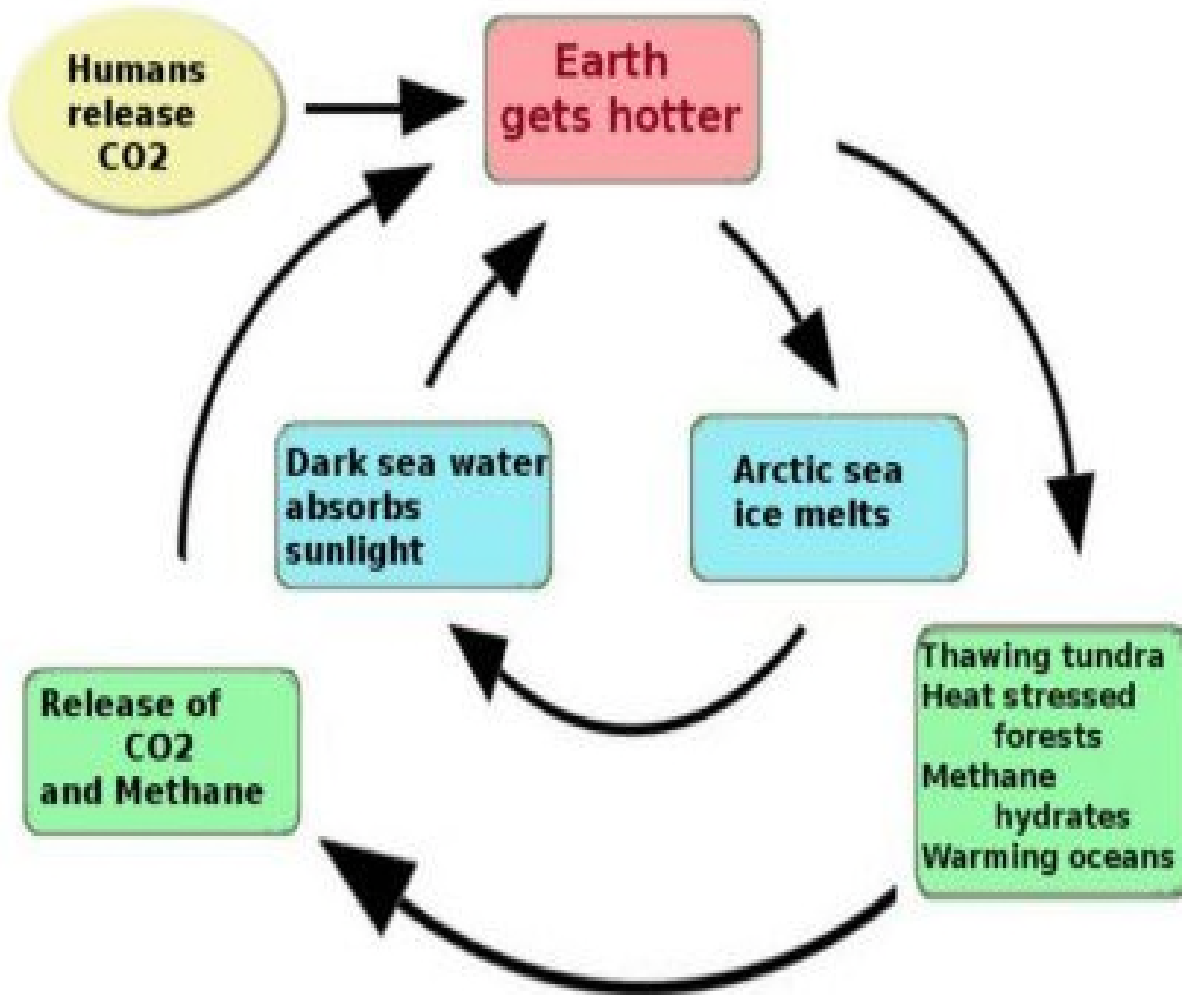 Humans
release
CO2
Earth
gets hotter
Dark sea water
absorbs
sunlight
Arctic sea
ice melts
Release of
CO2
and Methane
Thawing tundra
Heat stressed
forests
Methane
hydrates
Warming oceans